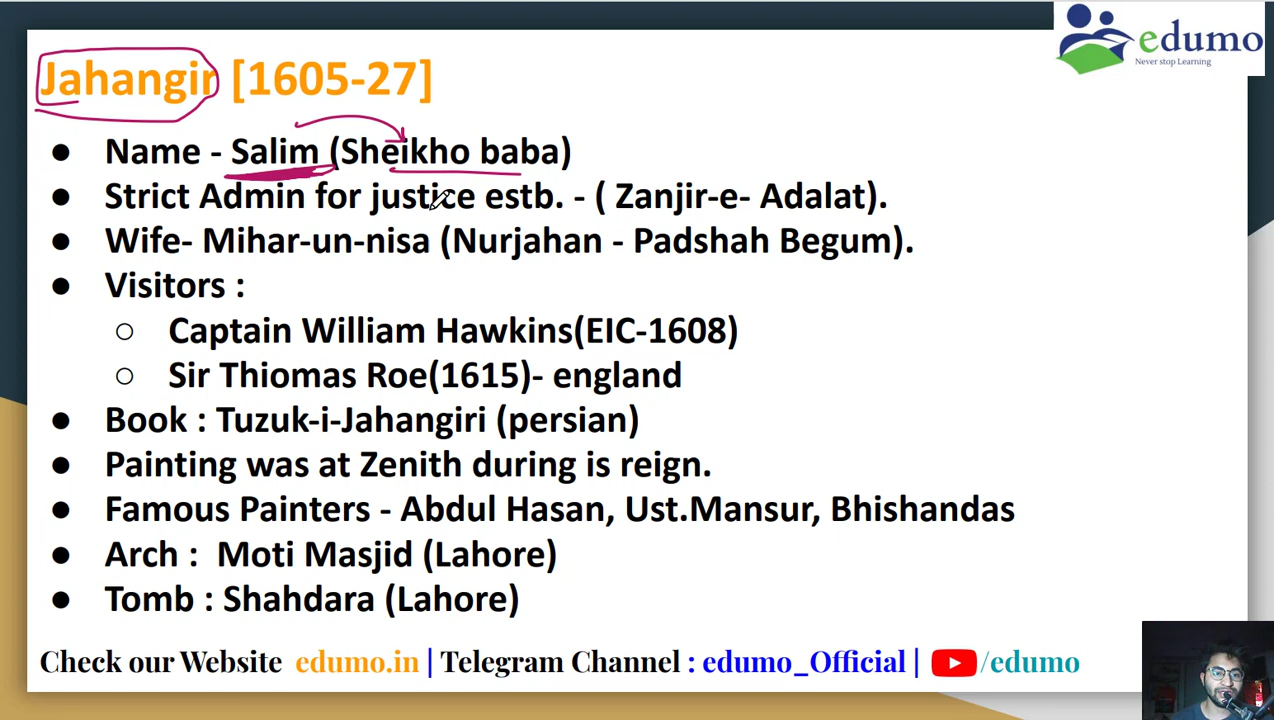 edumo
Never stop Learning
Jahangir [1605-27]
● Name - Salim (Sheikho baba)
● Strict Admin for justice estb. - ( Zanjir-e- Adalat).
● Wife- Mihar-un-nisa (Nurjahan - Padshah Begum).
● Visitors :
○ Captain William Hawkins(EIC-1608)
○ Sir Thiomas Roe(1615)- england
● Book : Tuzuk-i-Jahangiri (persian)
● Painting was at Zenith during is reign.
● Famous Painters - Abdul Hasan, Ust.Mansur, Bhishandas
● Arch : Moti Masjid (Lahore)
● Tomb : Shahdara (Lahore)
Check our Website edumo.in | Telegram Channel : edumo_Official | /edumo